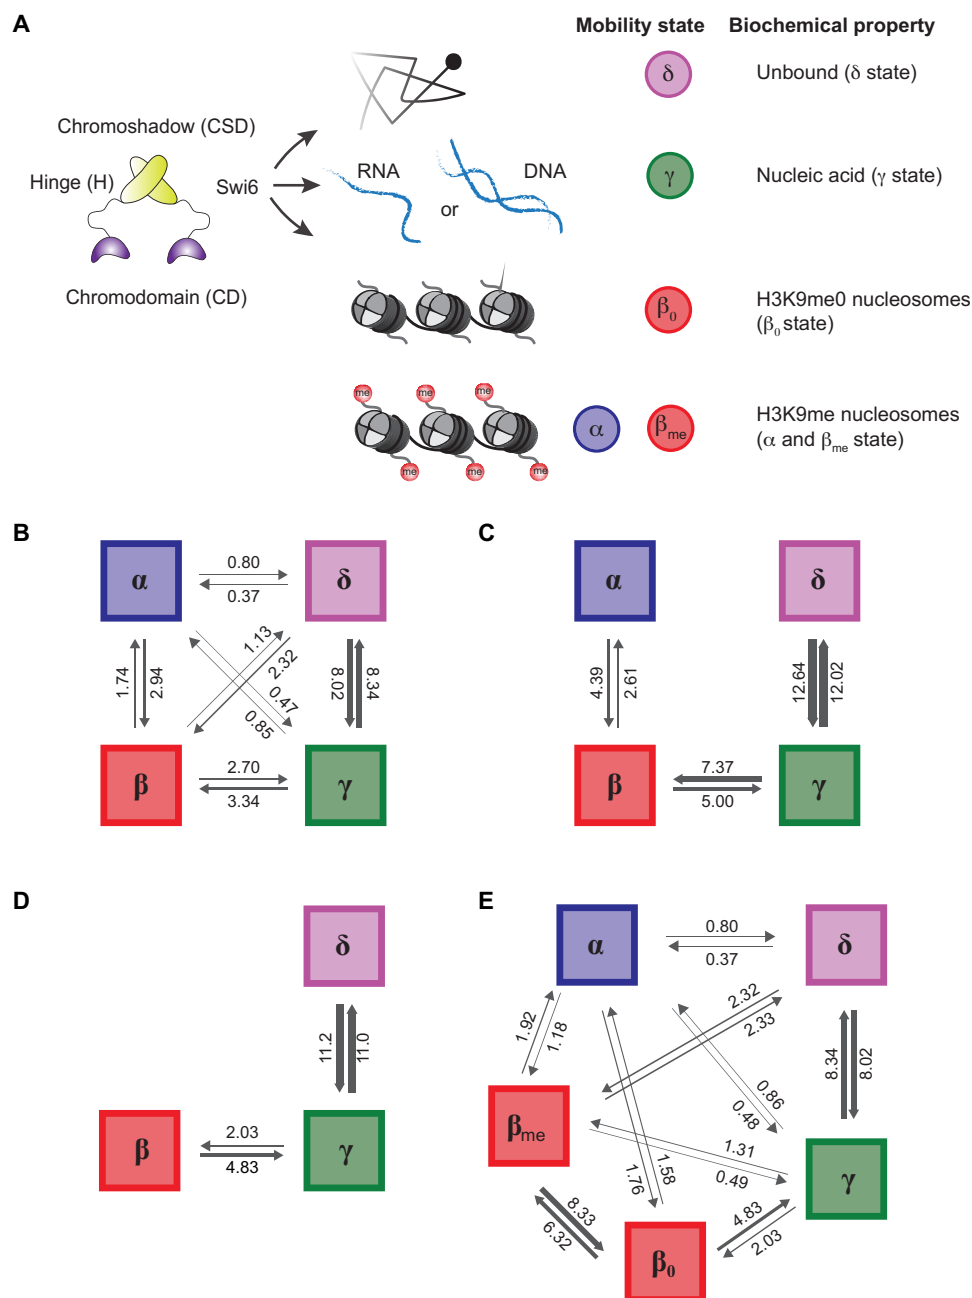 A
Mobility state
Biochemical property
δ
Unbound (δ state)
Chromoshadow (CSD)
Hinge (H)
Swi6
RNA
or
DNA
γ
Nucleic acid (γ state)
Chromodomain (CD)
β0
H3K9me0 nucleosomes
(β0 state)
me
me
me
me
me
me
α
βme
H3K9me nucleosomes
(α and βme state)
B
α
δ
β
γ
0.80
0.37
1.74
2.94
1.13
2.32
0.47
0.85
8.02
8.34
2.70
3.34
C
α
δ
β
γ
4.39
2.61
12.64
12.02
7.37
5.00
D
δ
β
γ
11.2
11.0
2.03
4.83
E
α
δ
βme
γ
β0
0.80
0.37
1.92
1.18
2.32
2.33
0.86
0.48
8.34
8.02
1.31
0.49
1.58
1.76
8.33
6.32
4.83
2.03